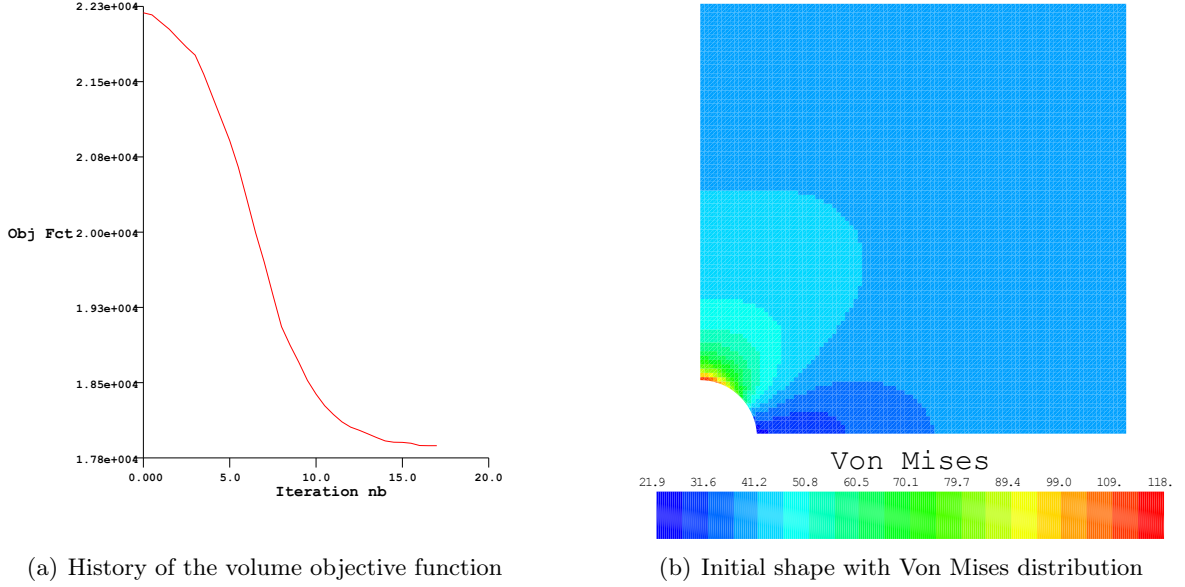 2.23e+004
2.15e+004
2.08e+004
Obj Fct 2.00e+004
1.93e+004
1.85e+004
1.78e+004
0.000 5.0 10.0 15.0 20.0
Iteration nb
Von Mises
21.9 31.6 41.2 50.8 60.5 70.1 79.7 89.4 99.0 109. 118.
(a) History of the volume objective function
(b) Initial shape with Von Mises distribution